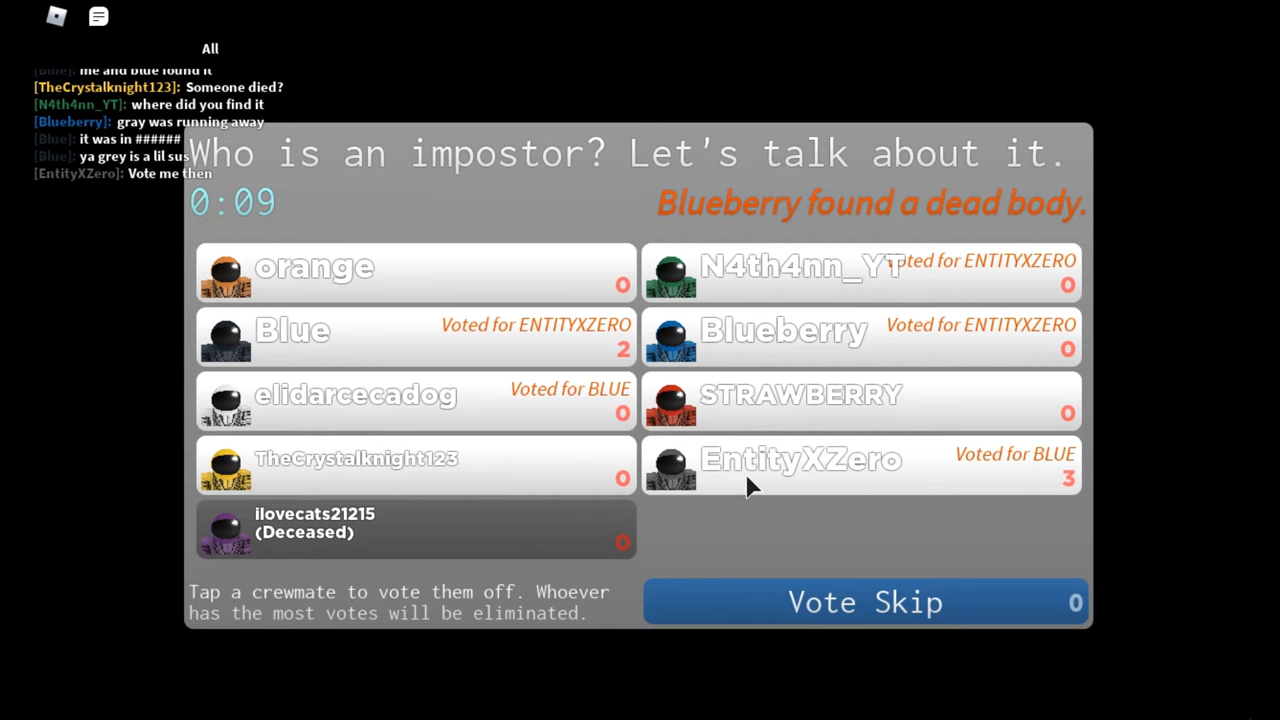 All
[Blue]: me and blue found it
[TheCrystalknight123]: Someone died?
[N4th4nn_YT]: where did you find it
[Blueberry]: gray was running away
[Blue]: it was in ######
[Blue]: ya grey is a lil sus
[EntityXZero]: Vote me then
Who is an impostor? Let's talk about it.
0:09
Blueberry found a dead body.
orange
0
N4th4nn_YT
Voted for ENTITYXZERO
0
Blue
Voted for ENTITYXZERO
2
Blueberry
Voted for ENTITYXZERO
0
elidarcecadog
Voted for BLUE
0
STRAWBERRY
0
TheCrystalknight123
0
EntityXZero
Voted for BLUE
3
ilovecats21215
(Deceased)
0
Tap a crewmate to vote them off. Whoever
has the most votes will be eliminated.
Vote Skip
0